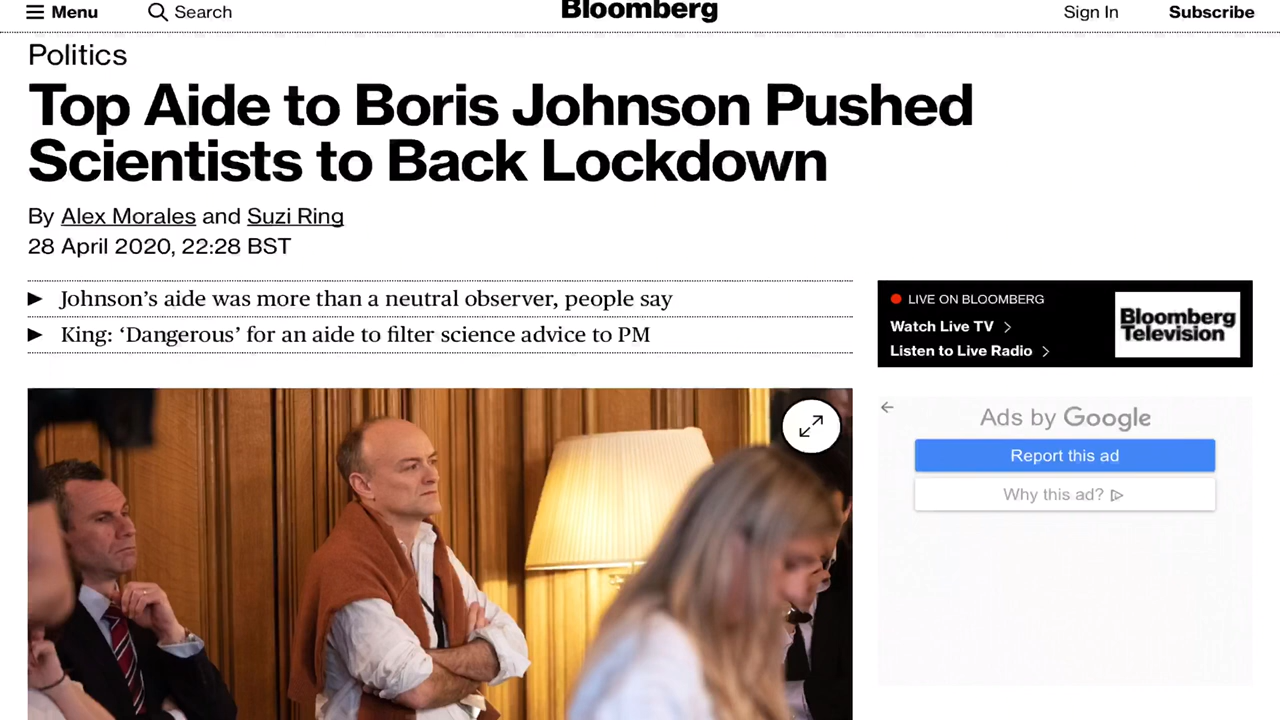 Menu
Search
Bloomberg
Sign In
Subscribe
Politics
Top Aide to Boris Johnson Pushed
Scientists to Back Lockdown
By Alex Morales and Suzi Ring
28 April 2020, 22:28 BST
Johnson's aide was more than a neutral observer, people say
King: 'Dangerous' for an aide to filter science advice to PM
LIVE ON BLOOMBERG
Watch Live TV
Listen to Live Radio
Bloomberg
Television
Ads by Google
Report this ad
Why this ad?